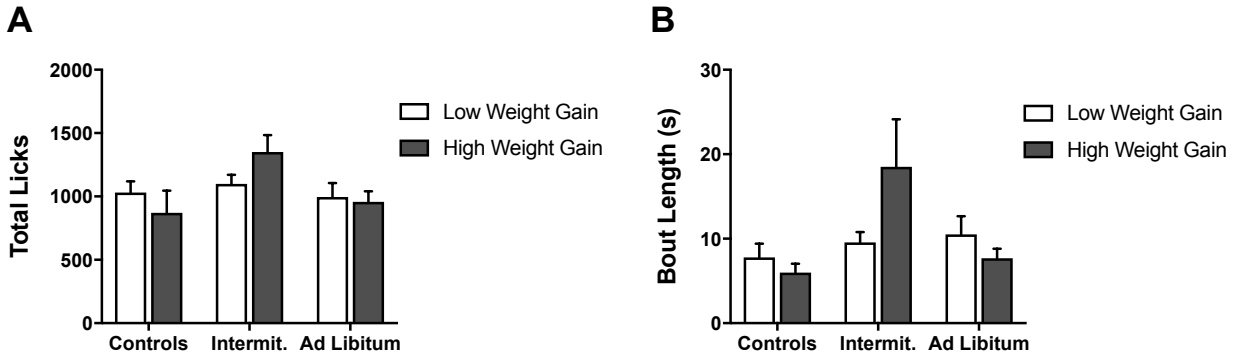 A
Total Licks
2000
1500
1000
500
0
Controls Intermit. Ad Libitum
Low Weight Gain
High Weight Gain
B
Bout Length (s)
30
20
10
0
Controls Intermit. Ad Libitum
Low Weight Gain
High Weight Gain